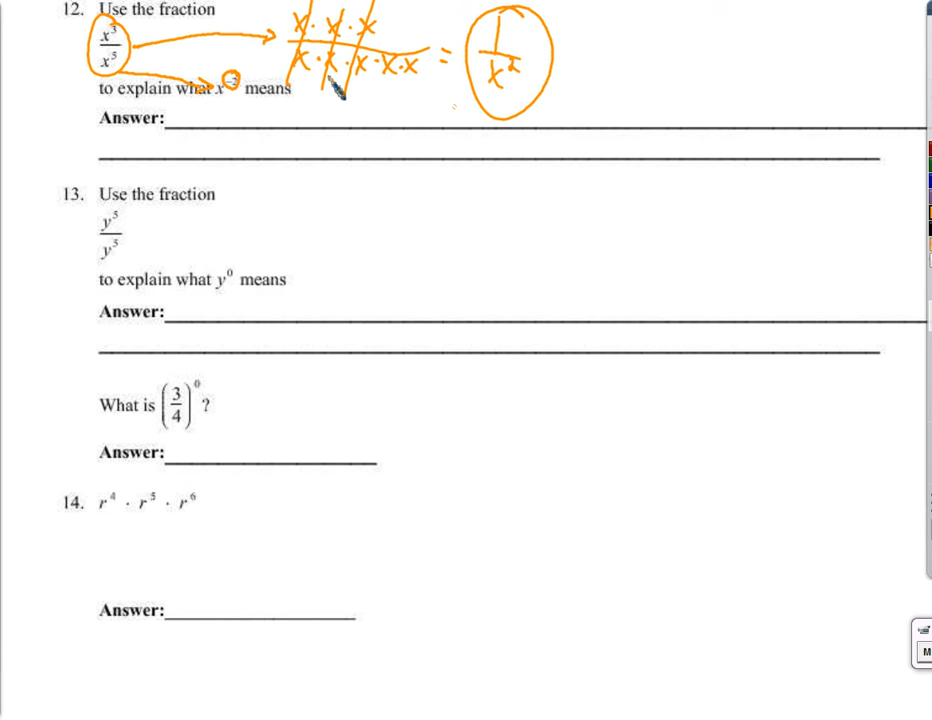 12. Use the fraction
x³/x⁵
x · x · x / x · x · x · x · x = 1/x²
to explain what x⁻² means
Answer:
13. Use the fraction
y⁵/y⁵
to explain what y⁰ means
Answer:
What is (3/4)⁰ ?
Answer:
14. r⁴ · r⁵ · r⁶
Answer:
M